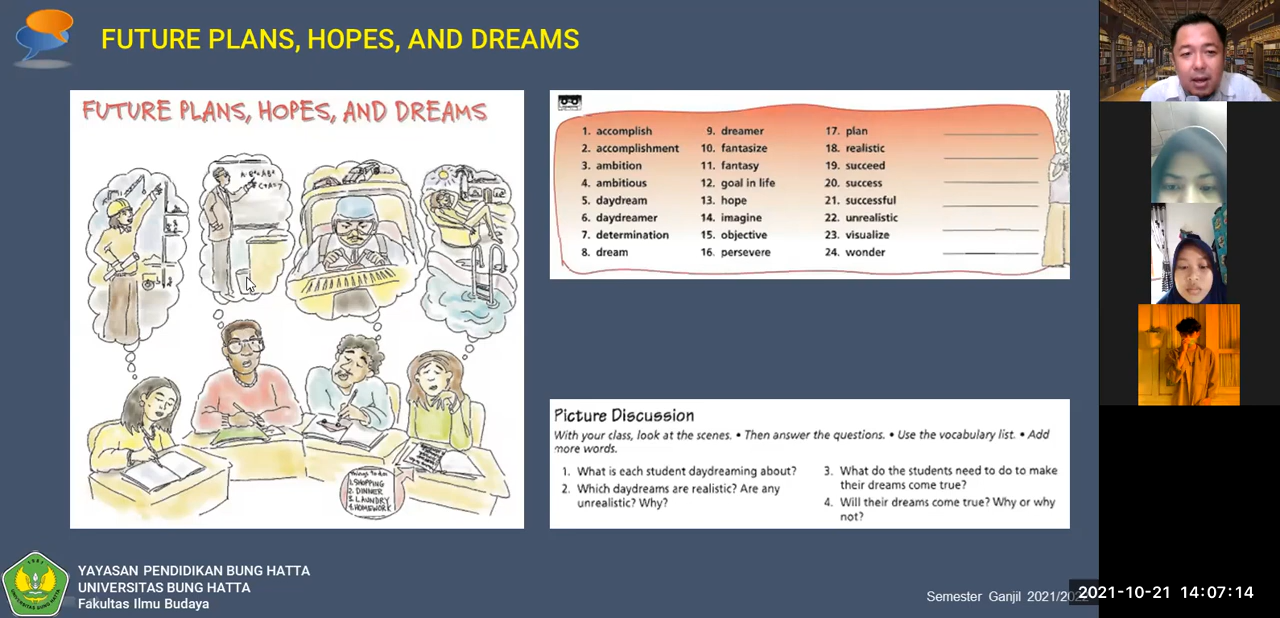 FUTURE PLANS, HOPES, AND DREAMS
FUTURE PLANS, HOPES, AND DREAMS
Things to do
1. SHOPPING
2. DINNER
3. LAUNDRY
4. HOMEWORK
1. accomplish
2. accomplishment
3. ambition
4. ambitious
5. daydream
6. daydreamer
7. determination
8. dream
9. dreamer
10. fantasize
11. fantasy
12. goal in life
13. hope
14. imagine
15. objective
16. persevere
17. plan
18. realistic
19. succeed
20. success
21. successful
22. unrealistic
23. visualize
24. wonder
Picture Discussion
With your class, look at the scenes. • Then answer the questions. • Use the vocabulary list. • Add
more words.
1. What is each student daydreaming about?
2. Which daydreams are realistic? Are any
unrealistic? Why?
3. What do the students need to do to make
their dreams come true?
4. Will their dreams come true? Why or why
not?
YAYASAN PENDIDIKAN BUNG HATTA
UNIVERSITAS BUNG HATTA
Fakultas Ilmu Budaya
Semester Ganjil 2021/2022
2021-10-21 14:07:14